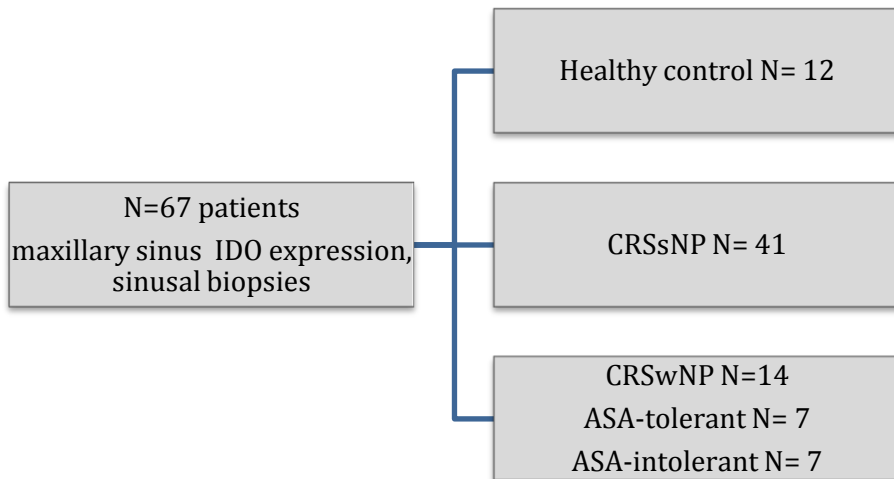 N=67 patients
maxillary sinus IDO expression,
sinusal biopsies
Healthy control N= 12
CRSsNP N= 41
CRSwNP N=14
ASA-tolerant N= 7
ASA-intolerant N= 7